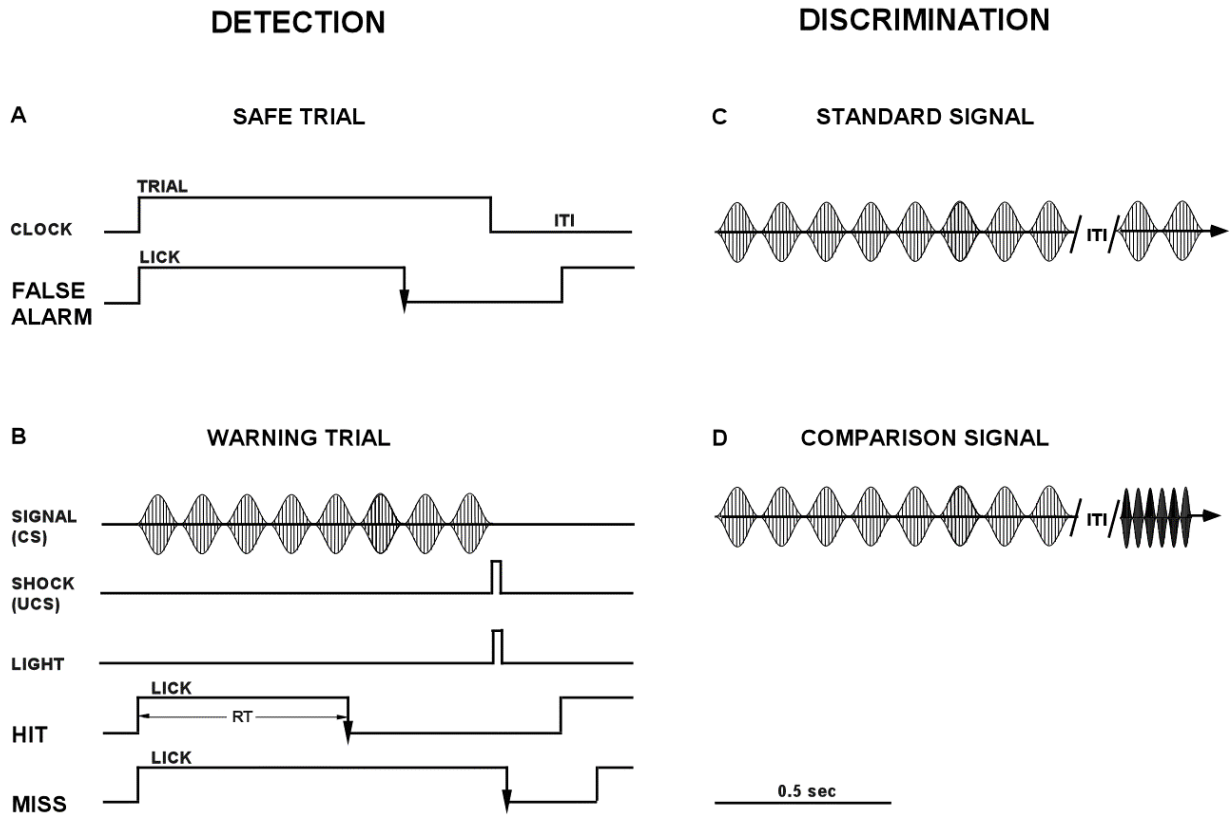 DETECTION
DISCRIMINATION
A
SAFE TRIAL
TRIAL
CLOCK
ITI
LICK
FALSE
ALARM
C
STANDARD SIGNAL
/ ITI /
B
WARNING TRIAL
SIGNAL
(CS)
SHOCK
(UCS)
LIGHT
LICK
RT
HIT
LICK
MISS
D
COMPARISON SIGNAL
/ ITI /
0.5 sec